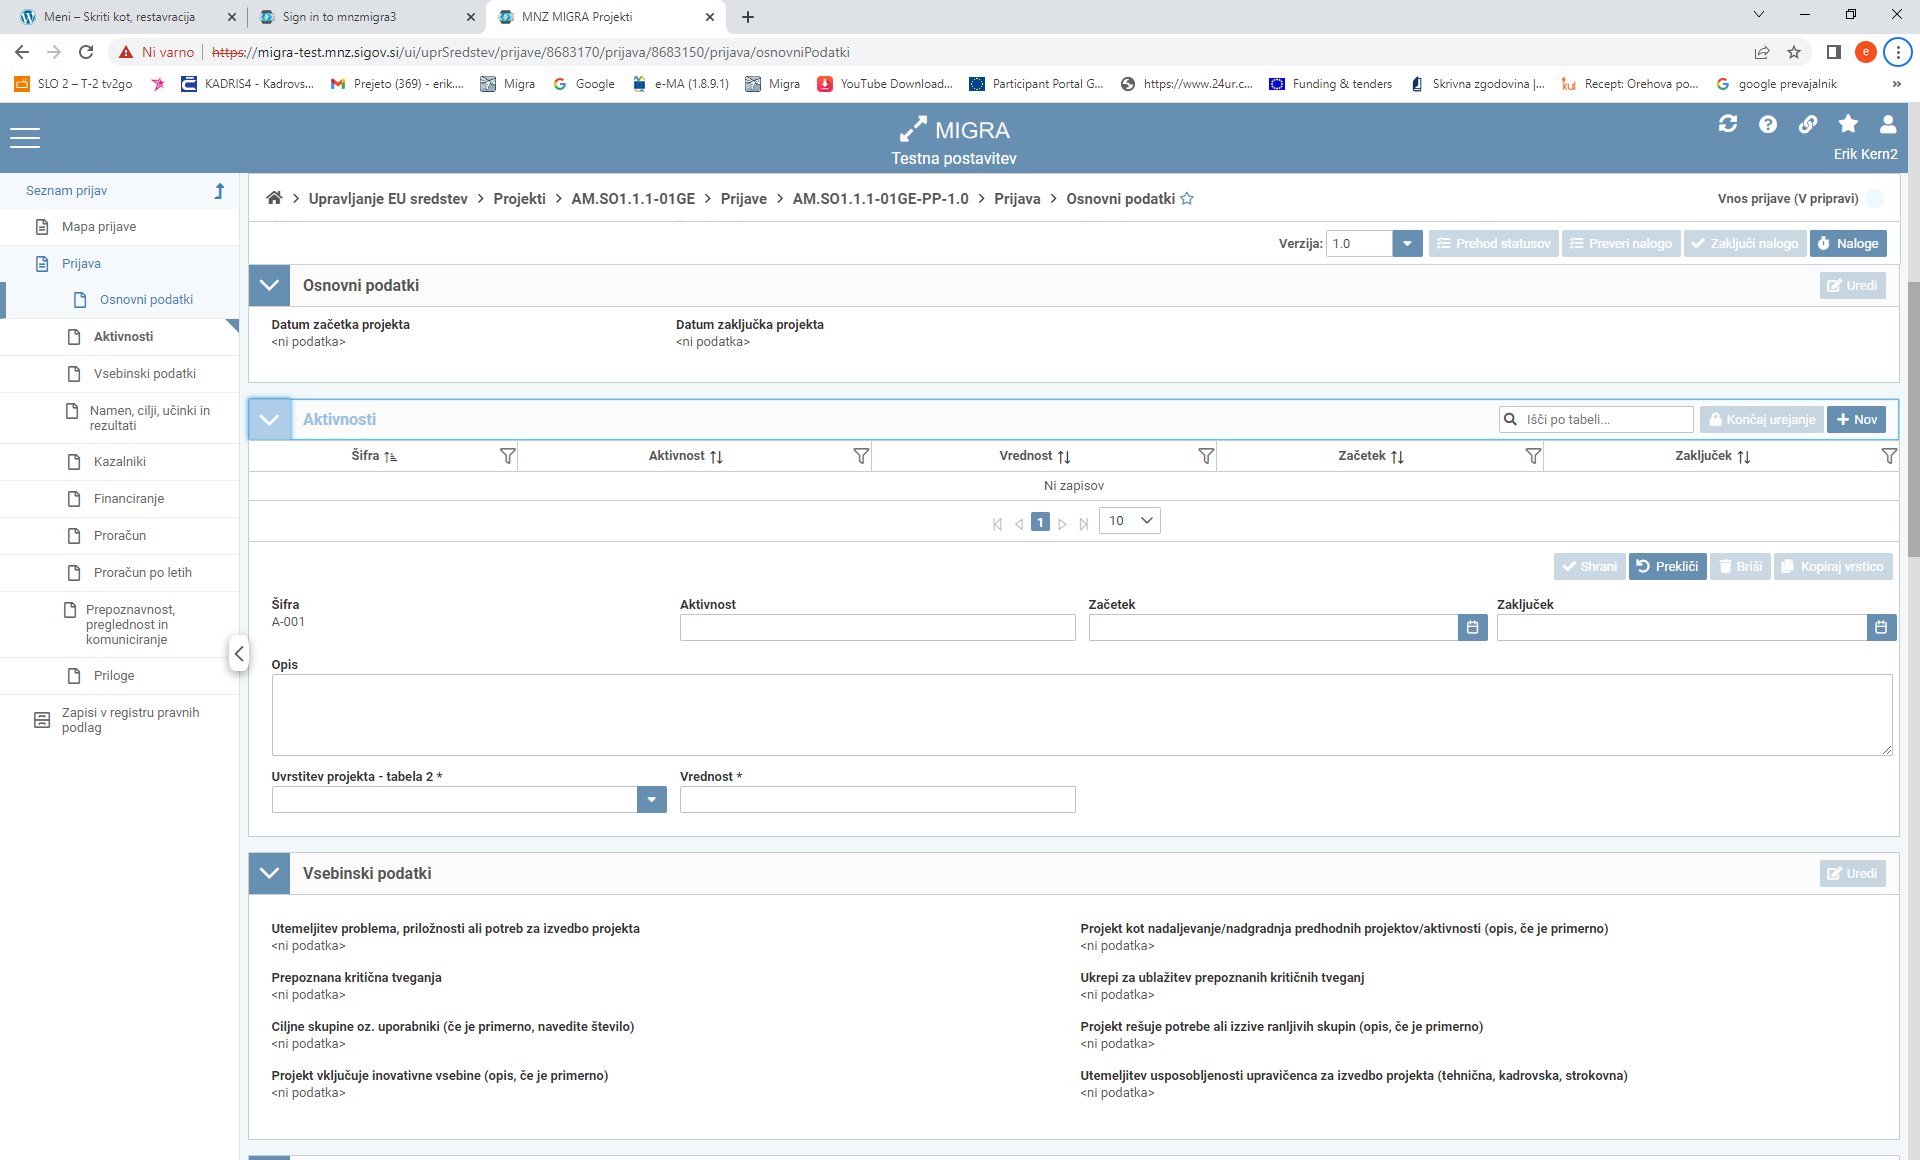 Meni – Skriti kot, restavracija
Sign in to mnzmigra3
MNZ MIGRA Projekti
Ni varno
https://migra-test.mnz.sigov.si/ui/uprSredstev/prijave/8683170/prijava/8683150/prijava/osnovniPodatki
e
SLO 2 – T-2 tv2go
KADRIS4 - Kadrovs...
Prejeto (369) - erik....
Migra
Google
e-MA (1.8.9.1)
Migra
YouTube Download...
Participant Portal G...
https://www.24ur.c...
Funding & tenders
Skrivna zgodovina |...
Recept: Orehova po...
google prevajalnik
»
MIGRA
Testna postavitev
Erik Kern2
Seznam prijav
Mapa prijave
Prijava
Osnovni podatki
Aktivnosti
Vsebinski podatki
Namen, cilji, učinki in
rezultati
Kazalniki
Financiranje
Proračun
Proračun po letih
Prepoznavnost,
preglednost in
komuniciranje
Priloge
Zapisi v registru pravnih
podlag
Upravljanje EU sredstev > Projekti > AM.SO1.1.1-01GE > Prijave > AM.SO1.1.1-01GE-PP-1.0 > Prijava > Osnovni podatki
Vnos prijave (V pripravi)
Verzija: 1.0
Prehod statusov
Preveri nalogo
Zaključi nalogo
Naloge
Osnovni podatki
Uredi
Datum začetka projekta
<ni podatka>
Datum zaključka projekta
<ni podatka>
Aktivnosti
Išči po tabeli...
Končaj urejanje
Nov
Šifra
Aktivnost
Vrednost
Začetek
Zaključek
Ni zapisov
1
10
Shrani
Prekliči
Briši
Kopiraj vrstico
Šifra
A-001
Aktivnost
Začetek
Zaključek
Opis
Uvrstitev projekta - tabela 2 *
Vrednost *
Vsebinski podatki
Uredi
Utemeljitev problema, priložnosti ali potreb za izvedbo projekta
<ni podatka>
Projekt kot nadaljevanje/nadgradnja predhodnih projektov/aktivnosti (opis, če je primerno)
<ni podatka>
Prepoznana kritična tveganja
<ni podatka>
Ukrepi za ublažitev prepoznanih kritičnih tveganj
<ni podatka>
Ciljne skupine oz. uporabniki (če je primerno, navedite število)
<ni podatka>
Projekt rešuje potrebe ali izzive ranljivih skupin (opis, če je primerno)
<ni podatka>
Projekt vključuje inovativne vsebine (opis, če je primerno)
<ni podatka>
Utemeljitev usposobljenosti upravičenca za izvedbo projekta (tehnična, kadrovska, strokovna)
<ni podatka>